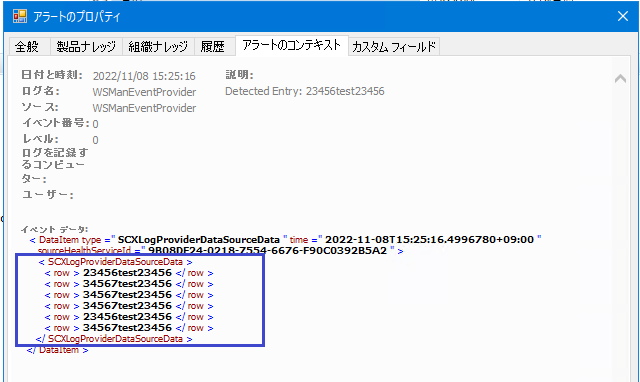 アラートのプロパティ
全般 製品ナレッジ 組織ナレッジ 履歴 アラートのコンテキスト カスタム フィールド
日付と時刻: 2022/11/08 15:25:16 説明:
ログ名: WSManEventProvider Detected Entry: 23456test23456
ソース: WSManEventProvider
イベント番号: 0
レベル: 0
ログを記録す
るコンピュー
ター:
ユーザー:
イベント データ:
< DataItem type =" SCXLogProviderDataSourceData " time =" 2022-11-08T15:25:16.4996780+09:00 "
sourceHealthServiceId =" 9B08DF24-0218-7554-6676-F90C0392B5A2 " >
< SCXLogProviderDataSourceData >
< row > 23456test23456 </ row >
< row > 34567test23456 </ row >
< row > 34567test23456 </ row >
< row > 34567test23456 </ row >
< row > 23456test23456 </ row >
< row > 34567test23456 </ row >
</ SCXLogProviderDataSourceData >
</ DataItem >